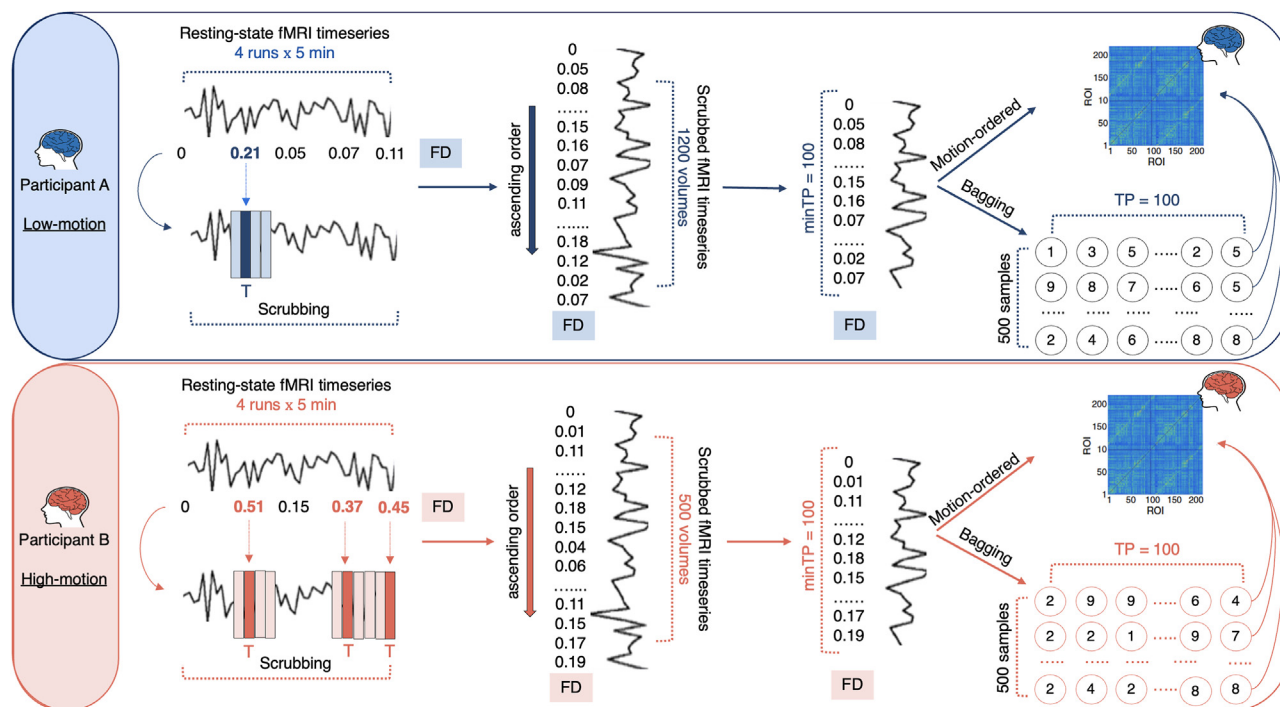 Participant A
Low-motion
Resting-state fMRI timeseries
4 runs x 5 min
0 0.21 0.05 0.07 0.11
FD
T
Scrubbing
ascending order
0
0.05
0.08
......
0.15
0.16
0.07
0.09
0.11
......
0.18
0.12
0.02
0.07
FD
Scrubbed fMRI timeseries
1200 volumes
minTP = 100
0
0.05
0.08
......
0.15
0.16
0.07
......
0.02
0.07
FD
Motion-ordered
Bagging
ROI
220
150
10
50
1
1 50 100 150 200
ROI
TP = 100
500 samples
1 3 5 ..... 2 5
9 8 7 ..... 6 5
..... ..... ..... ..... .....
2 4 6 ..... 8 8
Participant B
High-motion
Resting-state fMRI timeseries
4 runs x 5 min
0 0.51 0.15 0.37 0.45
FD
T T T
Scrubbing
ascending order
0
0.01
0.11
......
0.12
0.18
0.15
0.04
0.06
......
0.11
0.15
0.17
0.19
FD
Scrubbed fMRI timeseries
500 volumes
minTP = 100
0
0.01
0.11
......
0.12
0.18
0.15
......
0.17
0.19
FD
Motion-ordered
Bagging
ROI
220
150
10
50
1
1 50 100 150 200
ROI
TP = 100
500 samples
2 9 9 ..... 6 4
2 2 1 ..... 9 7
..... ..... ..... ..... .....
2 4 2 ..... 8 8